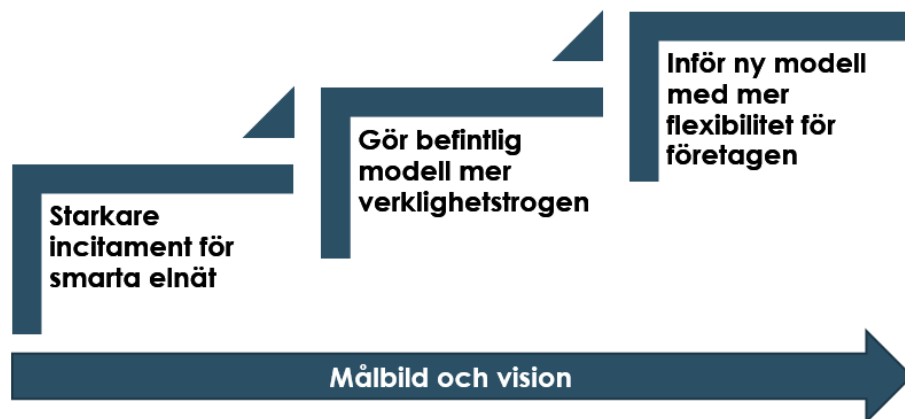 Starkare
incitament för
smarta elnät
Gör befintlig
modell mer
verklighetstrogen
Inför ny modell
med mer
flexibilitet för
företagen
Målbild och vision